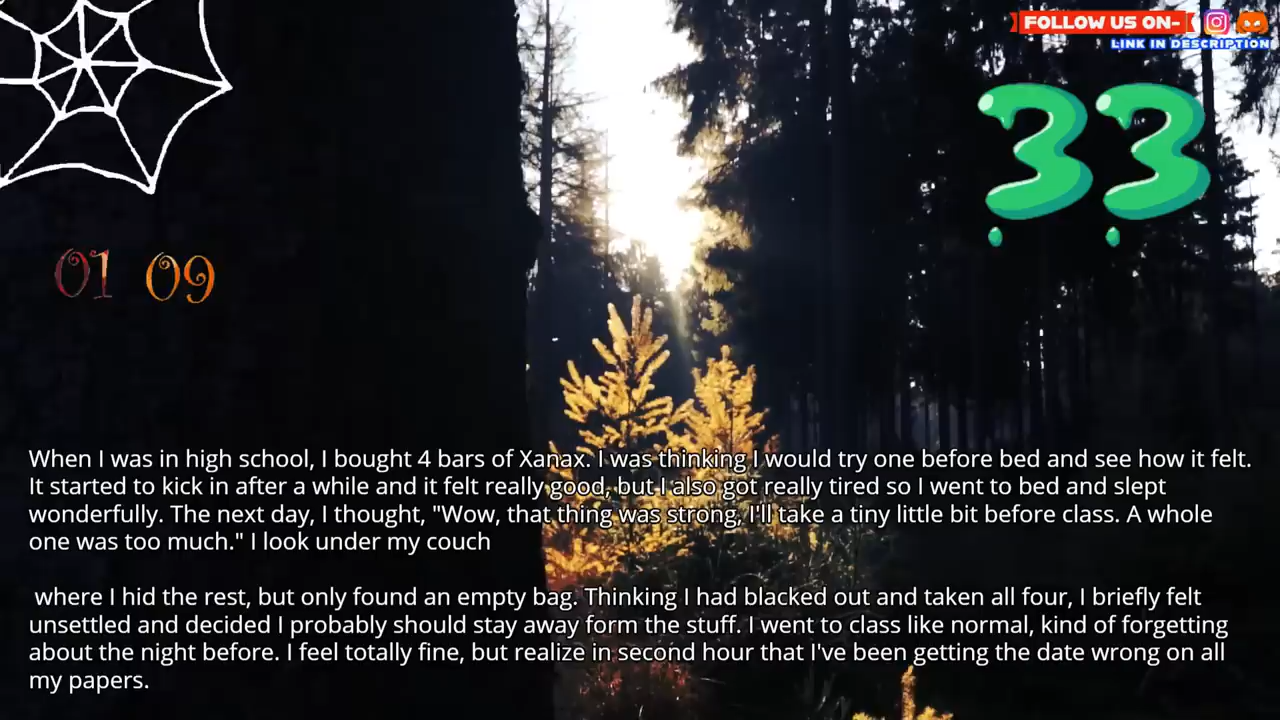 FOLLOW US ON-
LINK IN DESCRIPTION
33
01 09
When I was in high school, I bought 4 bars of Xanax. I was thinking I would try one before bed and see how it felt.
It started to kick in after a while and it felt really good, but I also got really tired so I went to bed and slept
wonderfully. The next day, I thought, "Wow, that thing was strong, I'll take a tiny little bit before class. A whole
one was too much." I look under my couch
where I hid the rest, but only found an empty bag. Thinking I had blacked out and taken all four, I briefly felt
unsettled and decided I probably should stay away form the stuff. I went to class like normal, kind of forgetting
about the night before. I feel totally fine, but realize in second hour that I've been getting the date wrong on all
my papers.